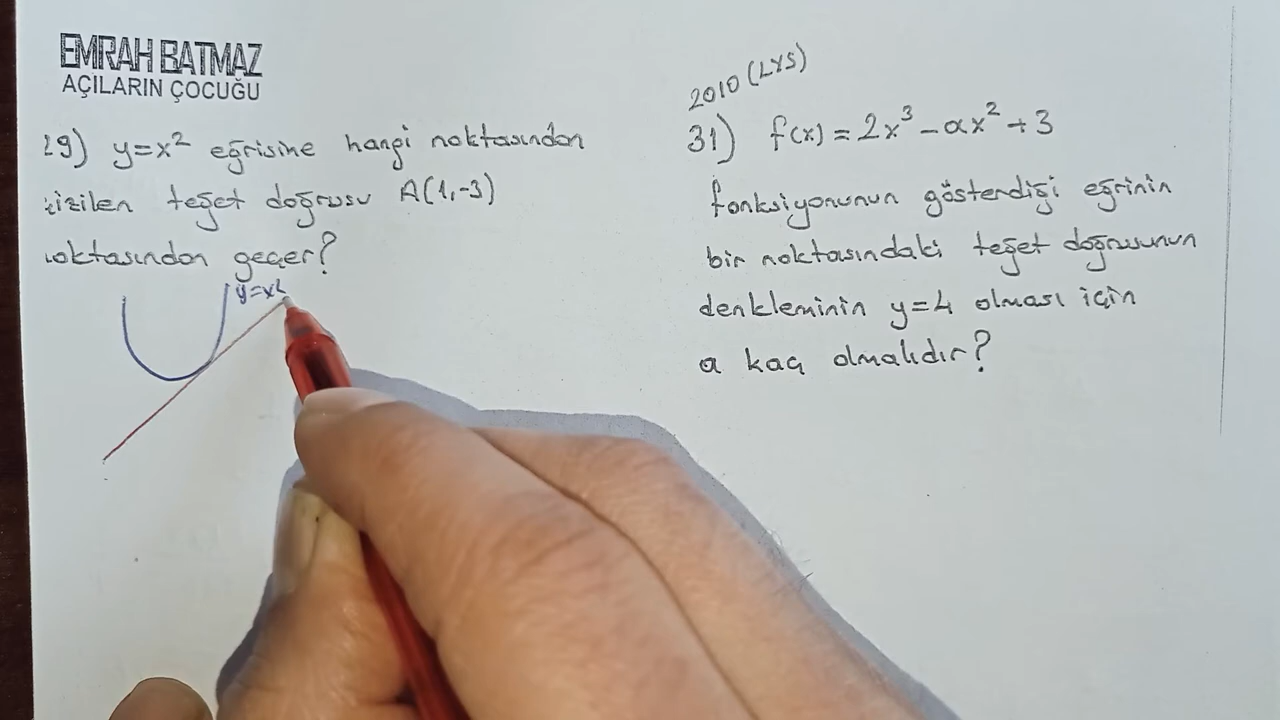 EMRAH BATMAZ
AÇILARIN ÇOCUĞU
29) y=x² eğrisine hangi noktasından
çizilen teğet doğrusu A(1,-3)
noktasından geçer?
y=x²
2010 (LYS)
31) f(x) = 2x³ - ax² + 3
fonksiyonunun gösterdiği eğrinin
bir noktasındaki teğet doğrusunun
denkleminin y=4 olması için
a kaç olmalıdır?